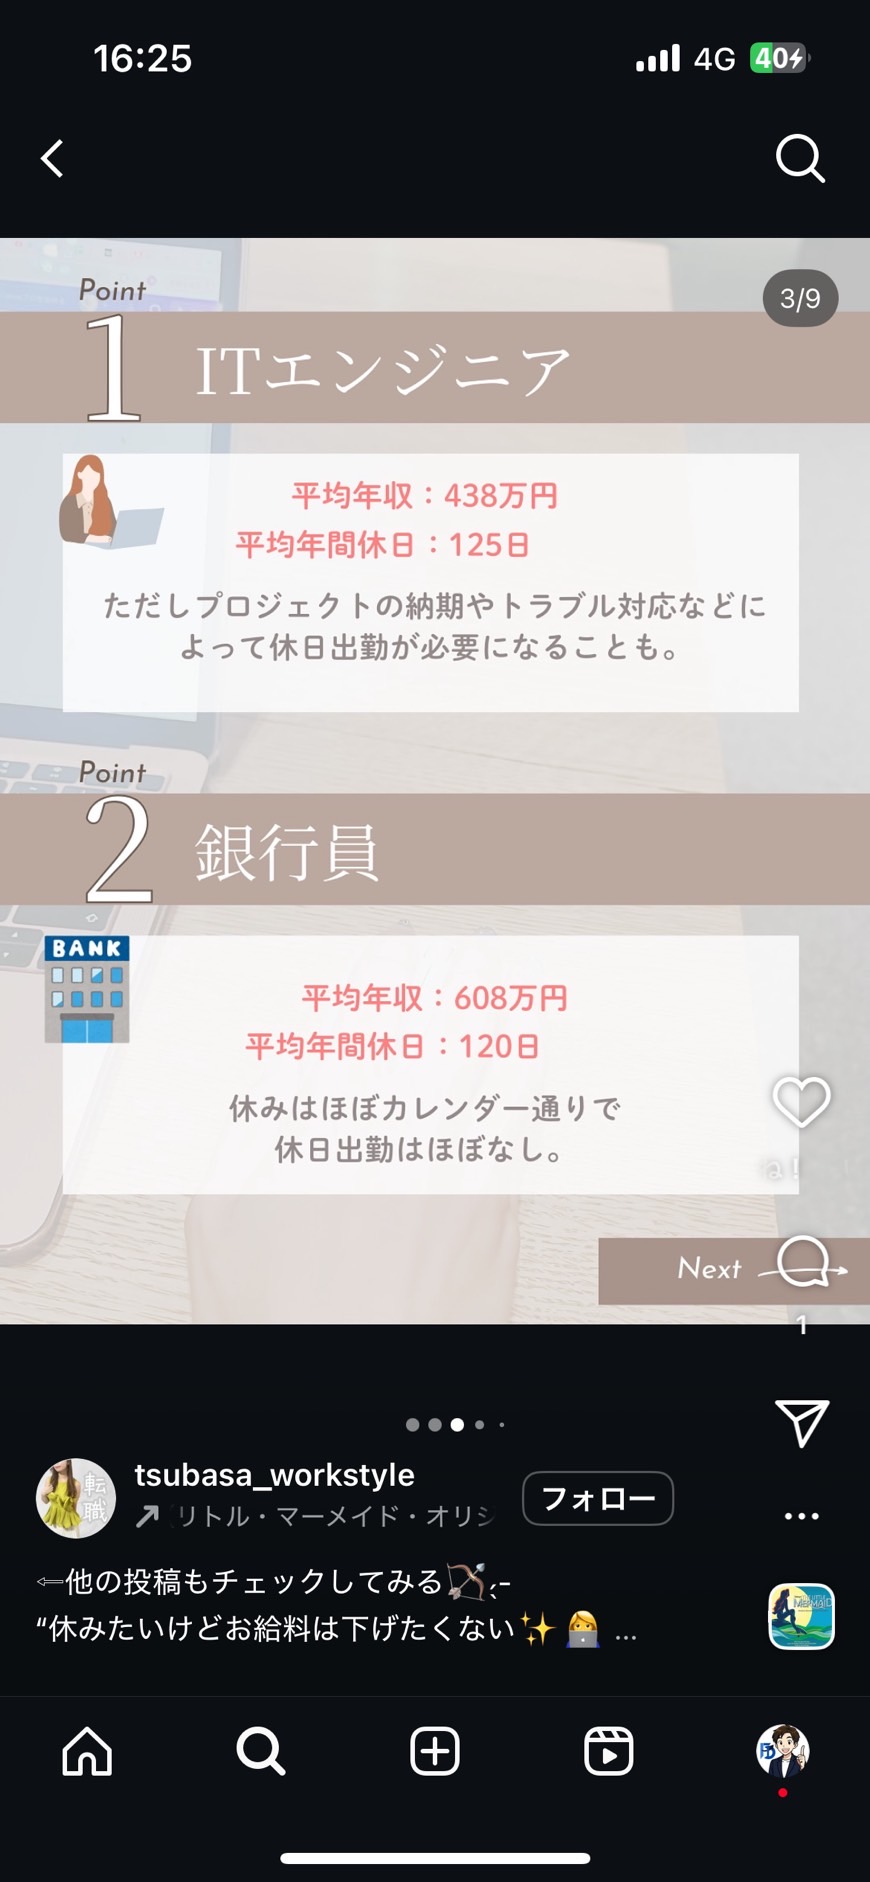 16:25
4G
40
3/9
Point
1
ITエンジニア
平均年収：438万円
平均年間休日：125日
ただしプロジェクトの納期やトラブル対応などに
よって休日出勤が必要になることも。
Point
2
銀行員
BANK
平均年収：608万円
平均年間休日：120日
休みはほぼカレンダー通りで
休日出勤はほぼなし。
ね！
Next
1
転職
tsubasa_workstyle
フォロー
リトル・マーメイド・オリジ
⇦他の投稿もチェックしてみる🏹ˎˊ˗
“休みたいけどお給料は下げたくない✨👩‍💻 ...